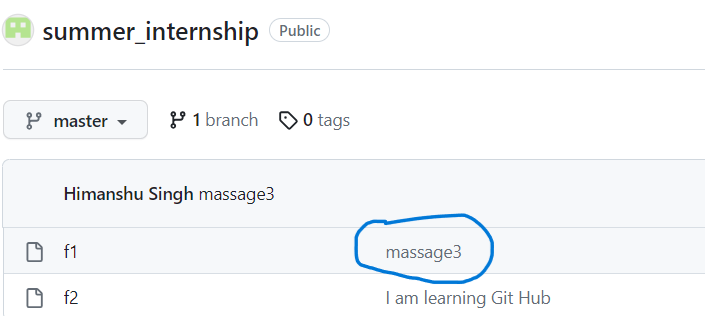 summer_internship Public
master 1 branch 0 tags
Himanshu Singh massage3
f1 massage3
f2 I am learning Git Hub